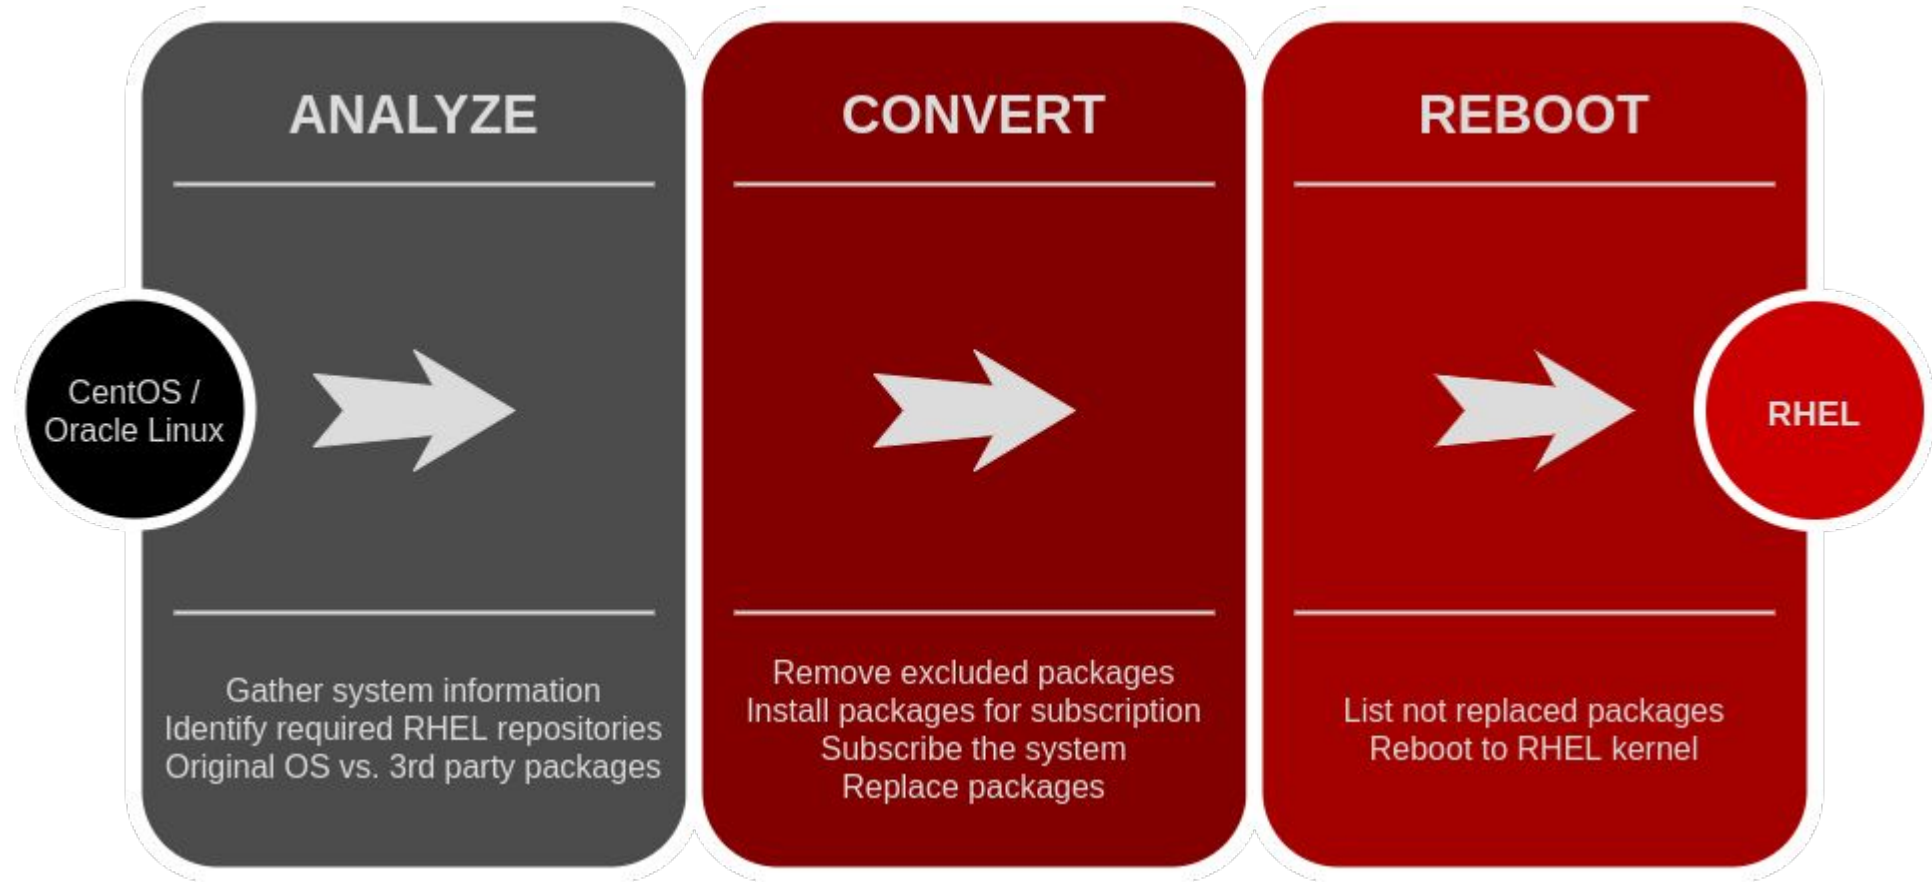 ANALYZE
CONVERT
REBOOT
CentOS /
Oracle Linux
RHEL
Gather system information
Identify required RHEL repositories
Original OS vs. 3rd party packages
Remove excluded packages
Install packages for subscription
Subscribe the system
Replace packages
List not replaced packages
Reboot to RHEL kernel